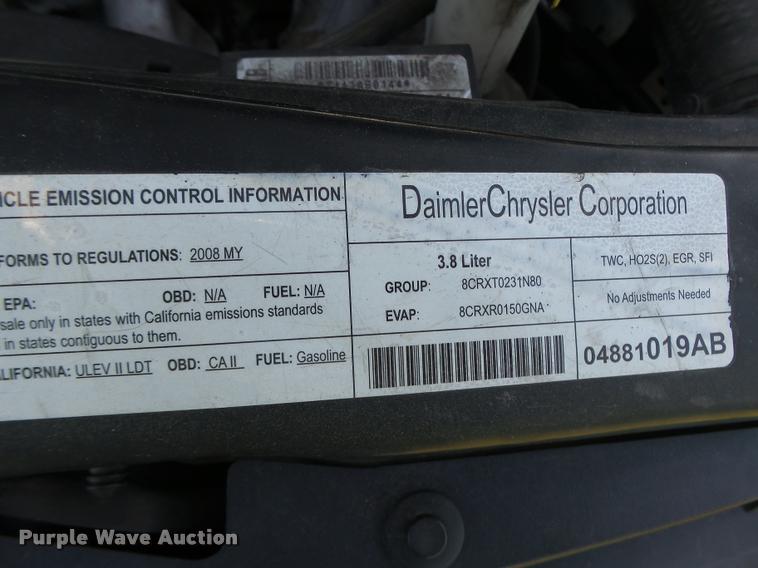 ICLE EMISSION CONTROL INFORMATION
FORMS TO REGULATIONS: 2008 MY
EPA: OBD: N/A FUEL: N/A
sale only in states with California emissions standards
in states contiguous to them.
ALIFORNIA: ULEV II LDT OBD: CA II FUEL: Gasoline
DaimlerChrysler Corporation
3.8 Liter
GROUP: 8CRXT0231N80
EVAP: 8CRXR0150GNA
TWC, HO2S(2), EGR, SFI
No Adjustments Needed
04881019AB
Purple Wave Auction